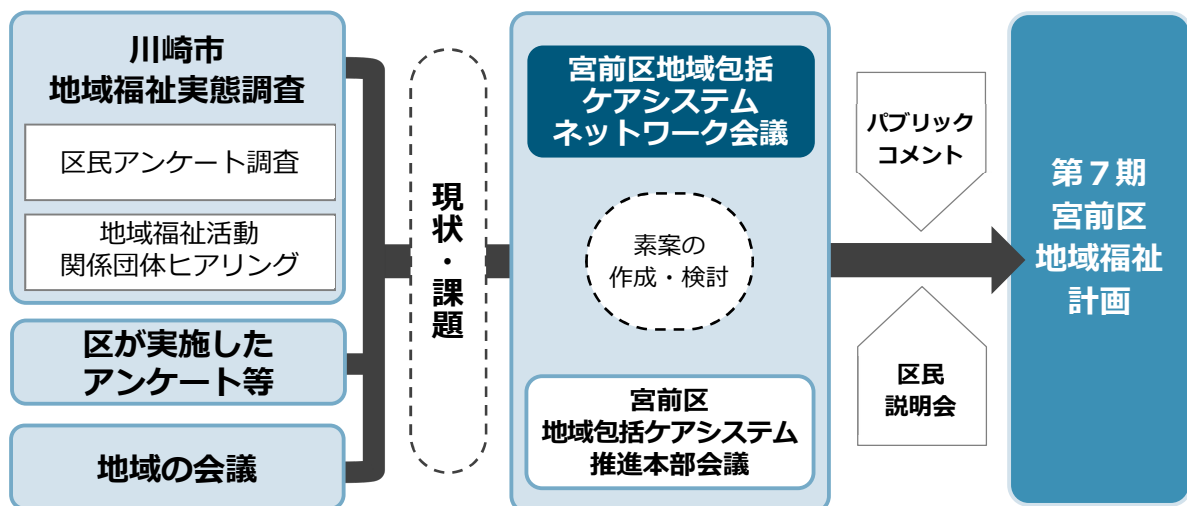 川崎市
地域福祉実態調査
区民アンケート調査
地域福祉活動
関係団体ヒアリング
区が実施した
アンケート等
地域の会議
現状・課題
宮前区地域包括
ケアシステム
ネットワーク会議
素案の
作成・検討
宮前区
地域包括ケアシステム
推進本部会議
パブリック
コメント
区民
説明会
第７期
宮前区
地域福祉
計画